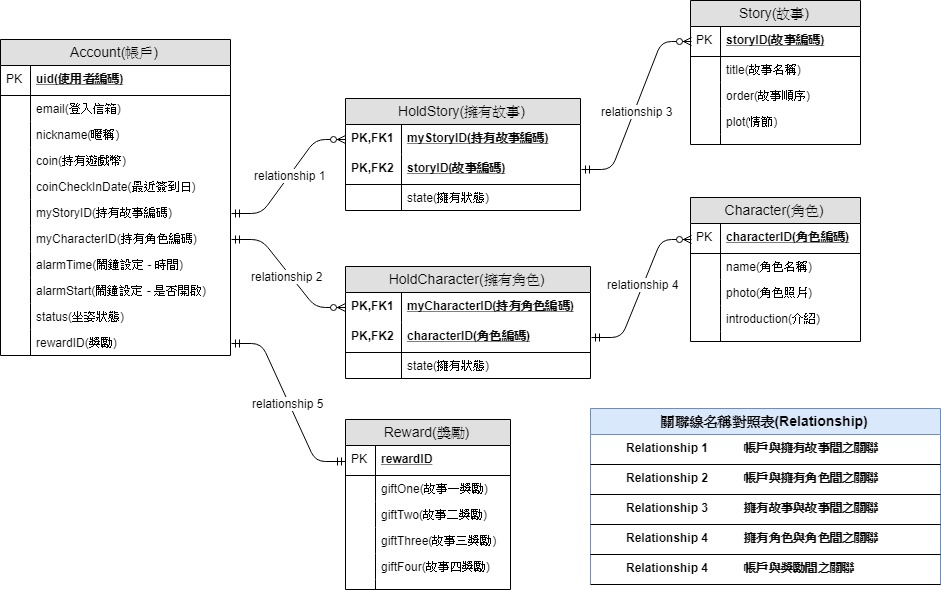 Account(帳戶)
PK uid(使用者編碼)
email(登入信箱)
nickname(暱稱)
coin(持有遊戲幣)
coinCheckInDate(最近簽到日)
myStoryID(持有故事編碼)
myCharacterID(持有角色編碼)
alarmTime(鬧鐘設定 - 時間)
alarmStart(鬧鐘設定 - 是否開啟)
status(坐姿狀態)
rewardID(獎勵)
relationship 1
relationship 2
relationship 5
HoldStory(擁有故事)
PK,FK1 myStoryID(持有故事編碼)
PK,FK2 storyID(故事編碼)
state(擁有狀態)
HoldCharacter(擁有角色)
PK,FK1 myCharacterID(持有角色編碼)
PK,FK2 characterID(角色編碼)
state(擁有狀態)
Reward(獎勵)
PK rewardID
giftOne(故事一獎勵)
giftTwo(故事二獎勵)
giftThree(故事三獎勵)
giftFour(故事四獎勵)
relationship 3
relationship 4
Story(故事)
PK storyID(故事編碼)
title(故事名稱)
order(故事順序)
plot(情節)
Character(角色)
PK characterID(角色編碼)
name(角色名稱)
photo(角色照片)
introduction(介紹)
關聯線名稱對照表(Relationship)
Relationship 1 帳戶與擁有故事間之關聯
Relationship 2 帳戶與擁有角色間之關聯
Relationship 3 擁有故事與故事間之關聯
Relationship 4 擁有角色與角色間之關聯
Relationship 4 帳戶與獎勵間之關聯